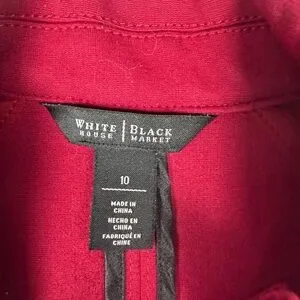 WHITE | BLACK
HOUSE | MARKET
10
MADE IN
CHINA
HECHO EN
CHINA
FABRIQUÉ EN
CHINE